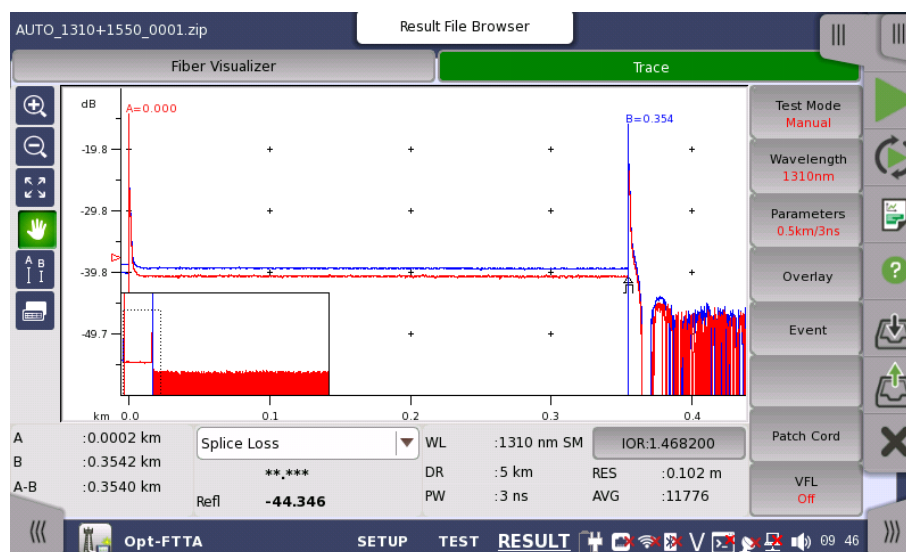 AUTO_1310+1550_0001.zip
Result File Browser
Fiber Visualizer
Trace
dB
A=0.000
B=0.354
-19.8
-29.8
-39.8
-49.7
km 0.0 0.1 0.2 0.3 0.4
A B
Test Mode
Manual
Wavelength
1310nm
Parameters
0.5km/3ns
Overlay
Event
Patch Cord
VFL
Off
A :0.0002 km
B :0.3542 km
A-B :0.3540 km
Splice Loss
**.***
Refl -44.346
WL :1310 nm SM
DR :5 km
PW :3 ns
IOR:1.468200
RES :0.102 m
AVG :11776
Opt-FTTA
SETUP TEST RESULT
V
09 46